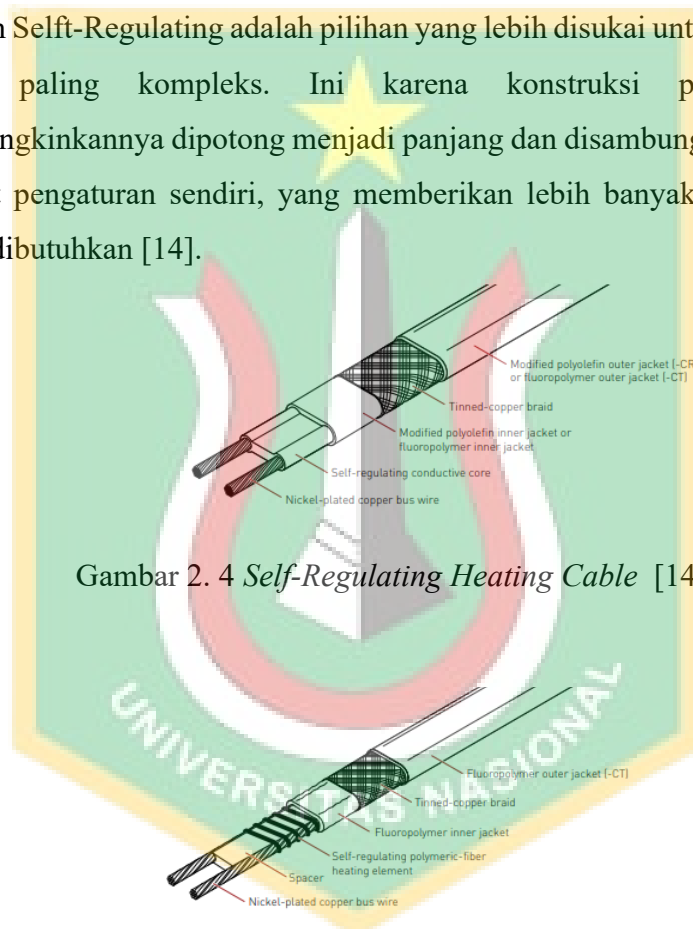 Selft-Regulating adalah pilihan yang lebih disukai unt
paling kompleks. Ini karena konstruksi p
ngkinkannya dipotong menjadi panjang dan disambung
pengaturan sendiri, yang memberikan lebih banyak
dibutuhkan [14].
Modified polyolefin outer jacket (-CR
or fluoropolymer outer jacket (-CT)
Tinned-copper braid
Modified polyolefin inner jacket or
fluoropolymer inner jacket
Self-regulating conductive core
Nickel-plated copper bus wire
Gambar 2. 4 Self-Regulating Heating Cable [14
UNIVERSITAS NASIONAL
Fluoropolymer outer jacket (-CT)
Tinned-copper braid
Fluoropolymer inner jacket
Self-regulating polymeric-fiber
heating element
Spacer
Nickel-plated copper bus wire